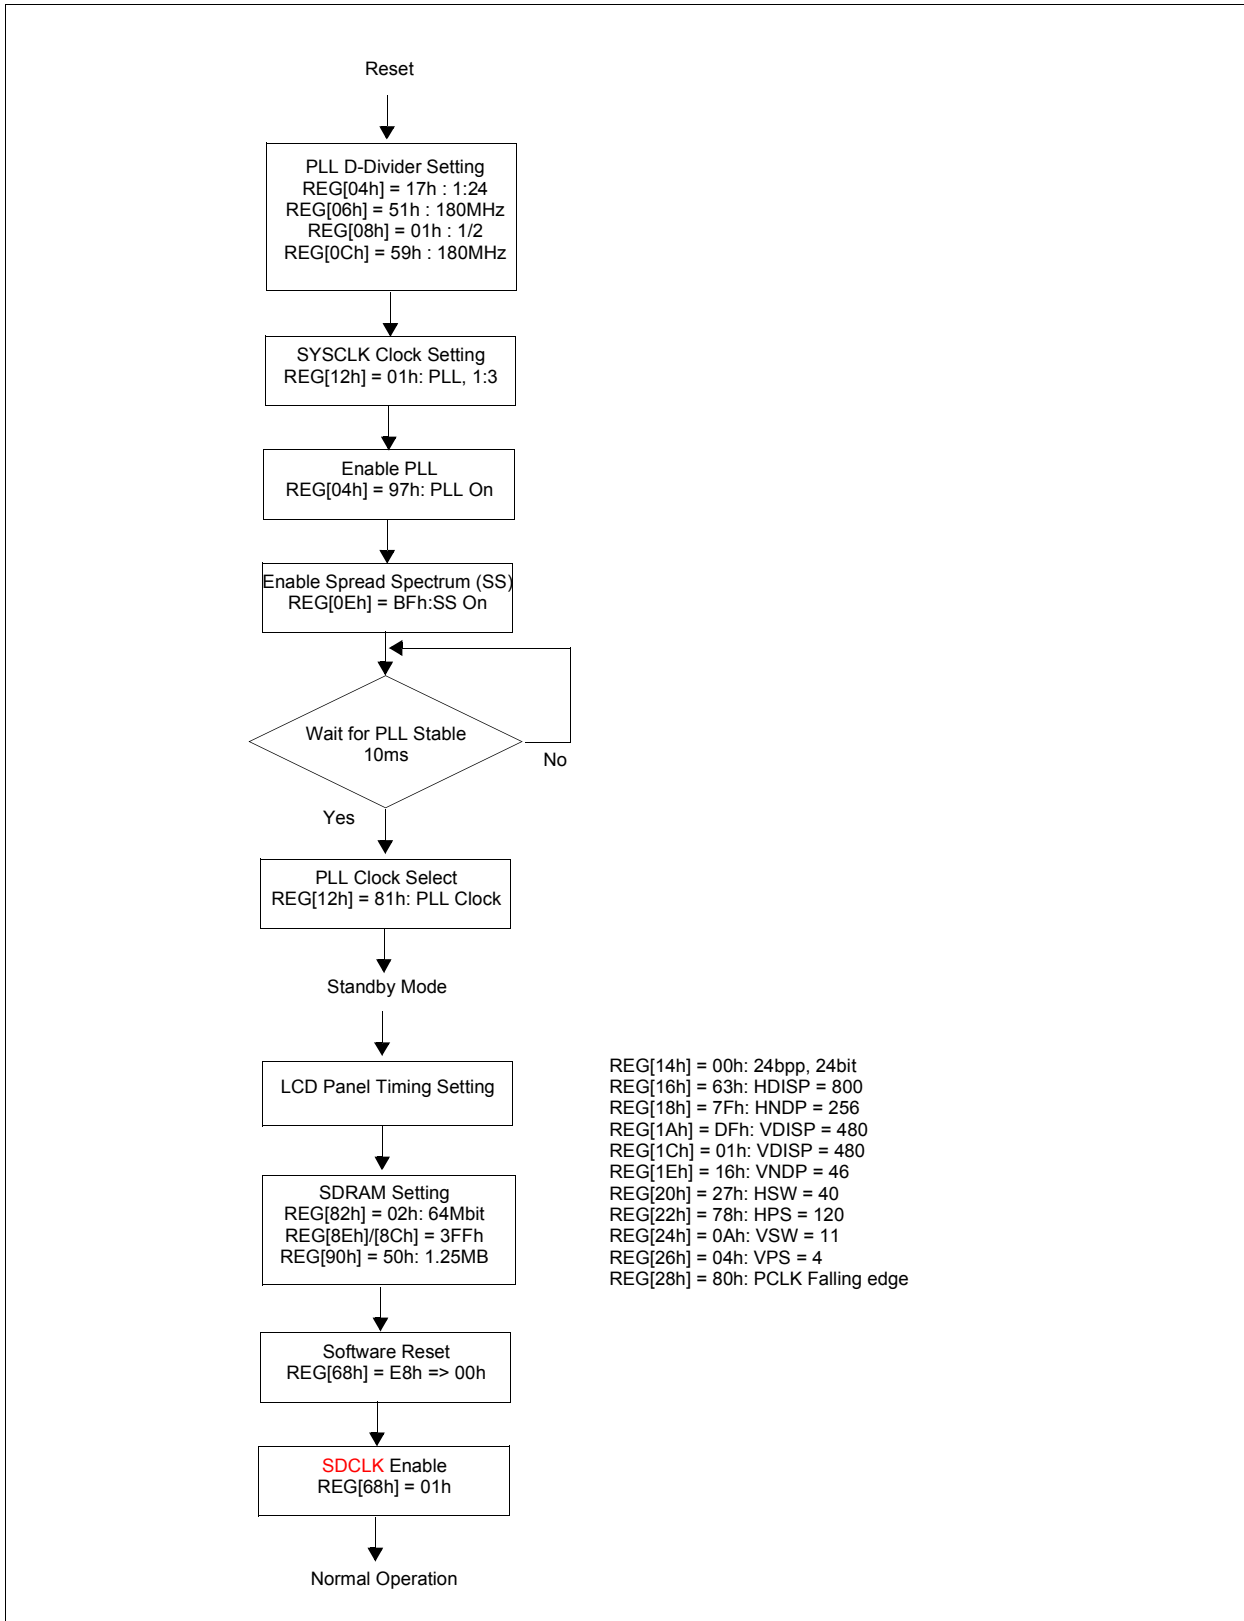 Reset
PLL D-Divider Setting
REG[04h] = 17h : 1:24
REG[06h] = 51h : 180MHz
REG[08h] = 01h : 1/2
REG[0Ch] = 59h : 180MHz
SYSCLK Clock Setting
REG[12h] = 01h: PLL, 1:3
Enable PLL
REG[04h] = 97h: PLL On
Enable Spread Spectrum (SS)
REG[0Eh] = BFh:SS On
Wait for PLL Stable
10ms
No
Yes
PLL Clock Select
REG[12h] = 81h: PLL Clock
Standby Mode
LCD Panel Timing Setting
REG[14h] = 00h: 24bpp, 24bit
REG[16h] = 63h: HDISP = 800
REG[18h] = 7Fh: HNDP = 256
REG[1Ah] = DFh: VDISP = 480
REG[1Ch] = 01h: VDISP = 480
REG[1Eh] = 16h: VNDP = 46
REG[20h] = 27h: HSW = 40
REG[22h] = 78h: HPS = 120
REG[24h] = 0Ah: VSW = 11
REG[26h] = 04h: VPS = 4
REG[28h] = 80h: PCLK Falling edge
SDRAM Setting
REG[82h] = 02h: 64Mbit
REG[8Eh]/[8Ch] = 3FFh
REG[90h] = 50h: 1.25MB
Software Reset
REG[68h] = E8h => 00h
SDCLK Enable
REG[68h] = 01h
Normal Operation